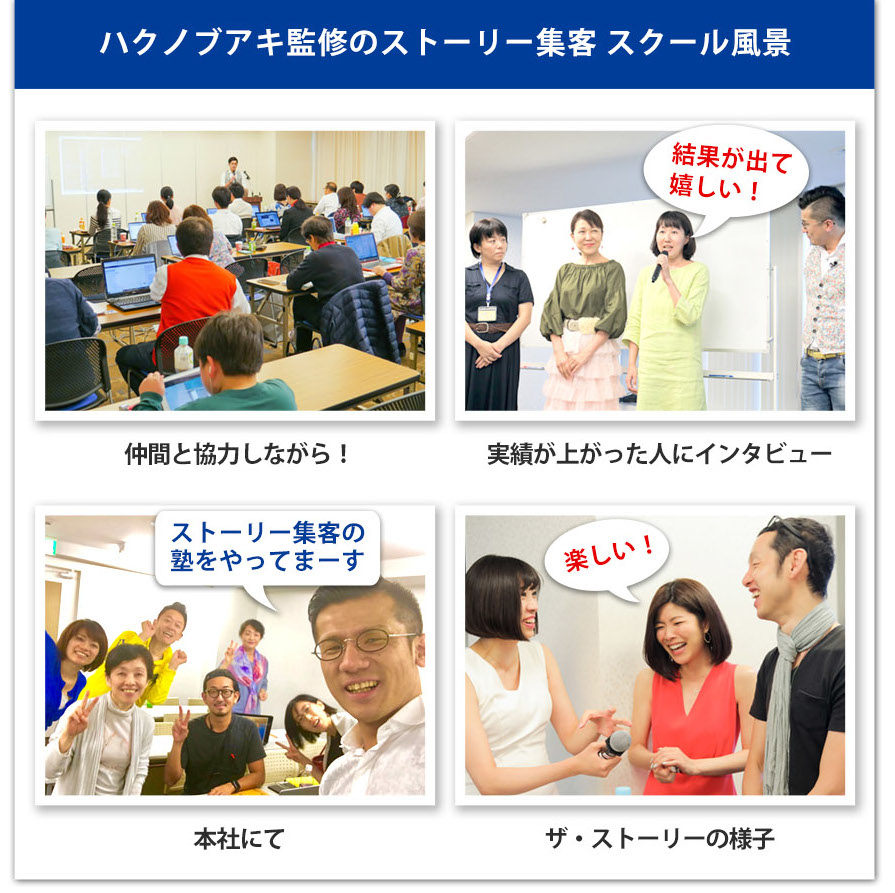 ハクノブアキ監修のストーリー集客 スクール風景
結果が出て
嬉しい！
仲間と協力しながら！
実績が上がった人にインタビュー
ストーリー集客の
塾をやってまーす
楽しい！
本社にて
ザ・ストーリーの様子